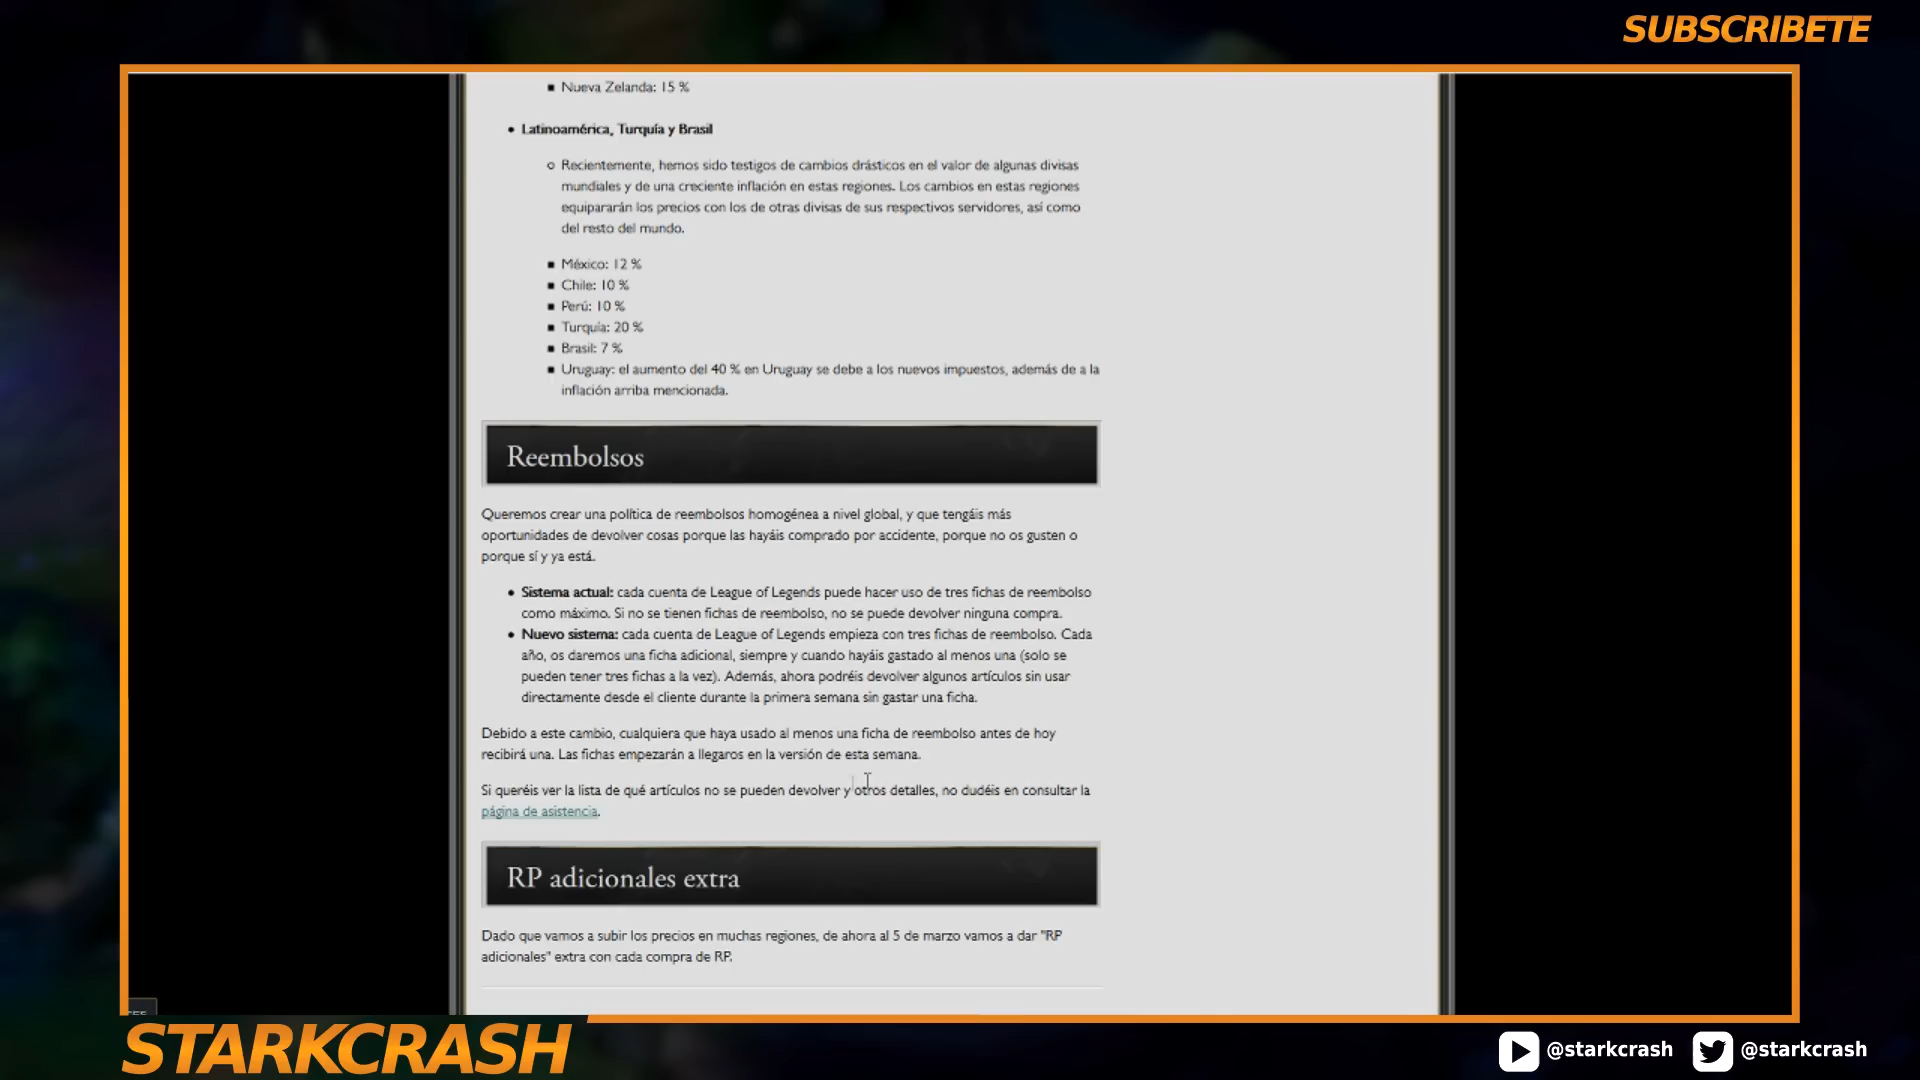 SUBSCRIBETE
Nueva Zelanda: 15 %
Latinoamérica, Turquía y Brasil
Recientemente, hemos sido testigos de cambios drásticos en el valor de algunas divisas
mundiales y de una creciente inflación en estas regiones. Los cambios en estas regiones
equipararán los precios con los de otras divisas de sus respectivos servidores, así como
del resto del mundo.
México: 12 %
Chile: 10 %
Perú: 10 %
Turquía: 20 %
Brasil: 7 %
Uruguay: el aumento del 40 % en Uruguay se debe a los nuevos impuestos, además de a la
inflación arriba mencionada.
Reembolsos
Queremos crear una política de reembolsos homogénea a nivel global, y que tengáis más
oportunidades de devolver cosas porque las hayáis comprado por accidente, porque no os gusten o
porque sí y ya está.
Sistema actual: cada cuenta de League of Legends puede hacer uso de tres fichas de reembolso
como máximo. Si no se tienen fichas de reembolso, no se puede devolver ninguna compra.
Nuevo sistema: cada cuenta de League of Legends empieza con tres fichas de reembolso. Cada
año, os daremos una ficha adicional, siempre y cuando hayáis gastado al menos una (solo se
pueden tener tres fichas a la vez). Además, ahora podréis devolver algunos artículos sin usar
directamente desde el cliente durante la primera semana sin gastar una ficha.
Debido a este cambio, cualquiera que haya usado al menos una ficha de reembolso antes de hoy
recibirá una. Las fichas empezarán a llegaros en la versión de esta semana.
Si queréis ver la lista de qué artículos no se pueden devolver y otros detalles, no dudéis en consultar la
página de asistencia.
RP adicionales extra
Dado que vamos a subir los precios en muchas regiones, de ahora al 5 de marzo vamos a dar "RP
adicionales" extra con cada compra de RP.
STARKCRASH
@starkcrash
@starkcrash